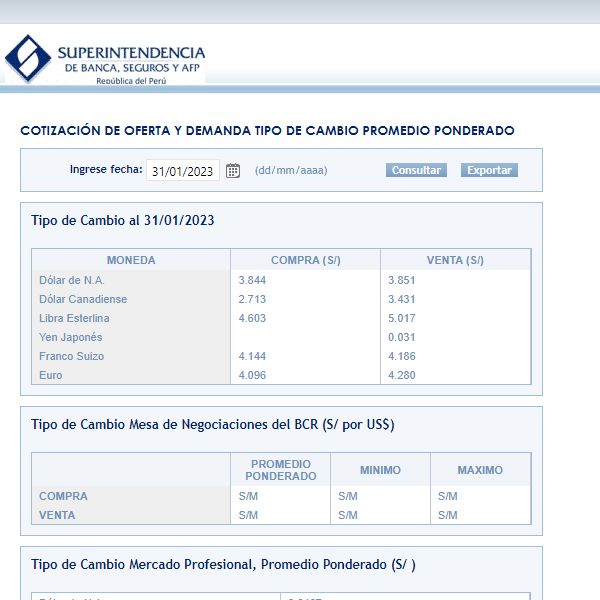 SUPERINTENDENCIA
DE BANCA, SEGUROS Y AFP
República del Perú
COTIZACIÓN DE OFERTA Y DEMANDA TIPO DE CAMBIO PROMEDIO PONDERADO
Ingrese fecha: 31/01/2023 (dd/mm/aaaa) Consultar Exportar
Tipo de Cambio al 31/01/2023
MONEDA COMPRA (S/) VENTA (S/)
Dólar de N.A. 3.844 3.851
Dólar Canadiense 2.713 3.431
Libra Esterlina 4.603 5.017
Yen Japonés 0.031
Franco Suizo 4.144 4.186
Euro 4.096 4.280
Tipo de Cambio Mesa de Negociaciones del BCR (S/ por US$)
PROMEDIO PONDERADO MINIMO MAXIMO
COMPRA S/M S/M S/M
VENTA S/M S/M S/M
Tipo de Cambio Mercado Profesional, Promedio Ponderado (S/ )